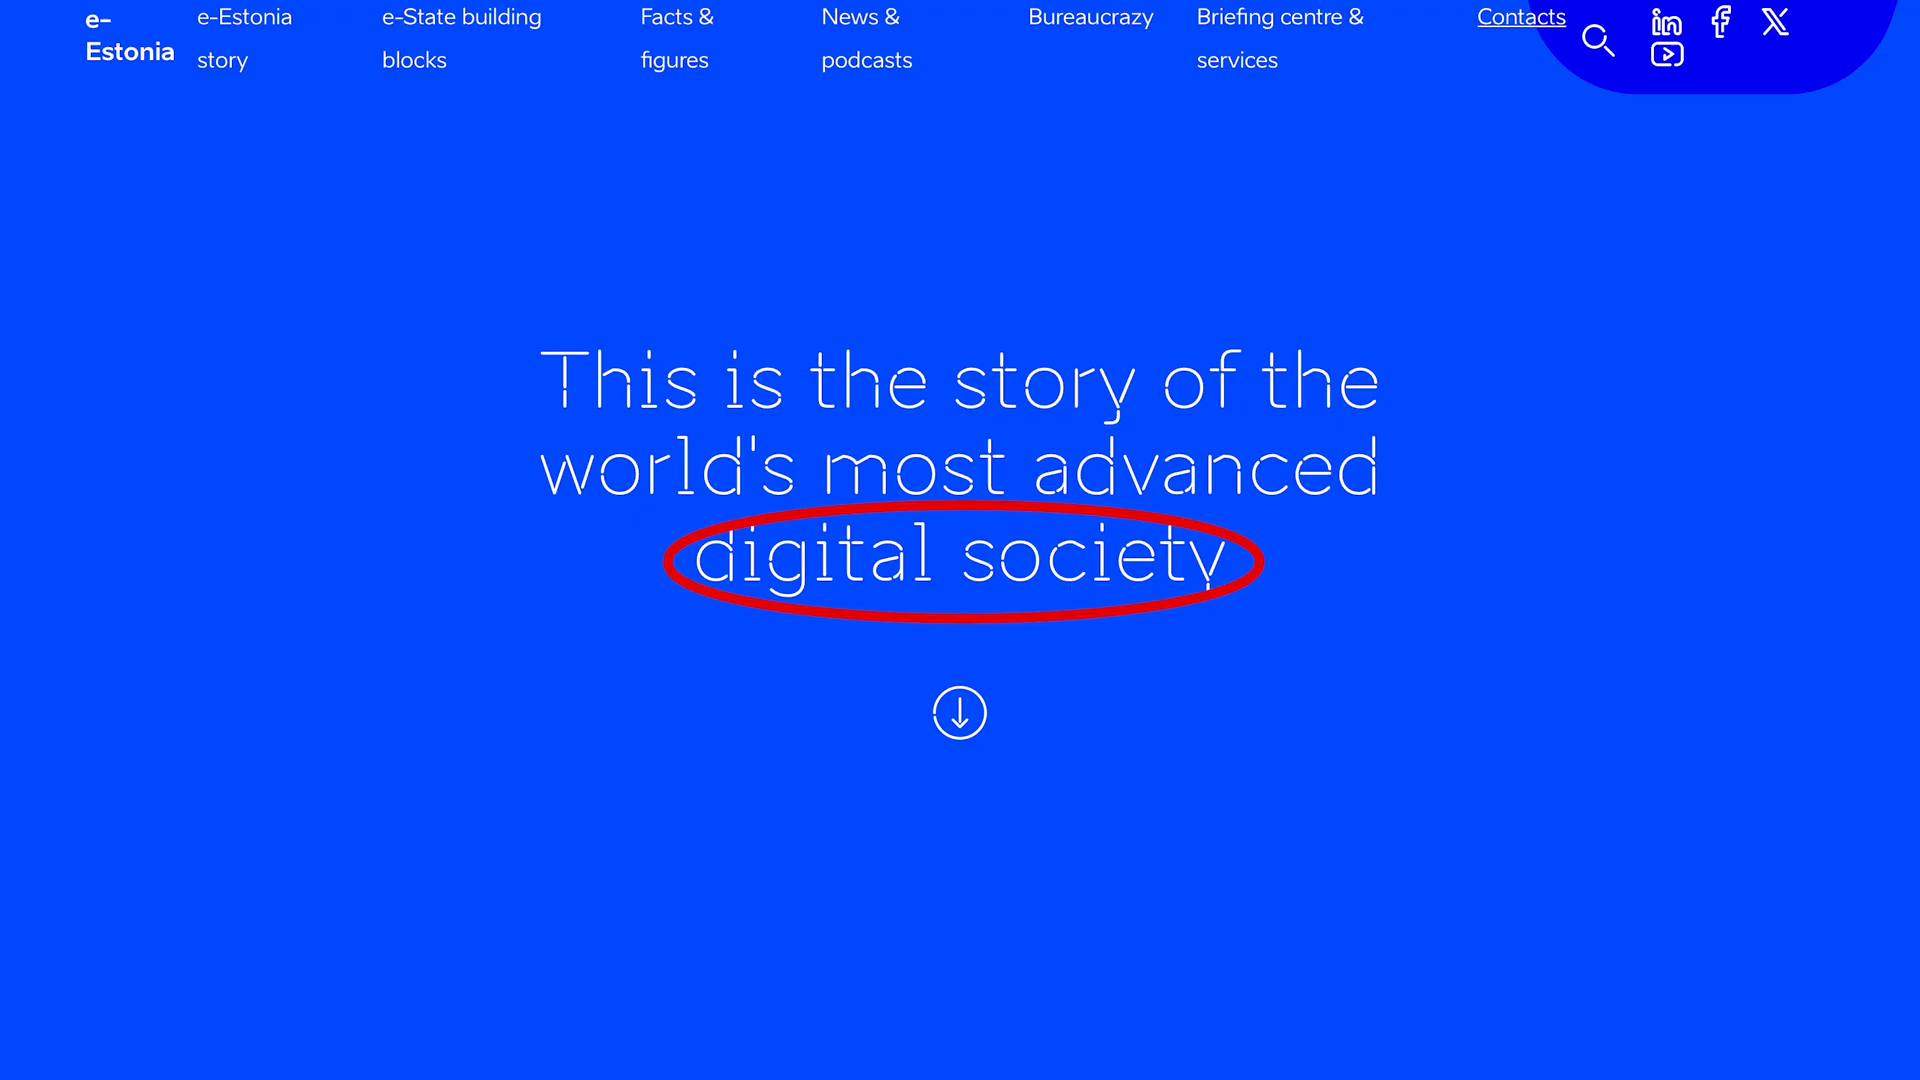 e-
Estonia
e-Estonia
story
e-State building
blocks
Facts &
figures
News &
podcasts
Bureaucrazy
Briefing centre &
services
Contacts
This is the story of the
world's most advanced
digital society